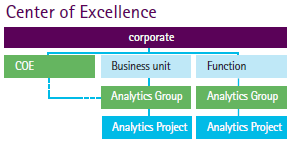 Center of Excellence
corporate
COE
Business unit
Function
Analytics Group
Analytics Group
Analytics Project
Analytics Project